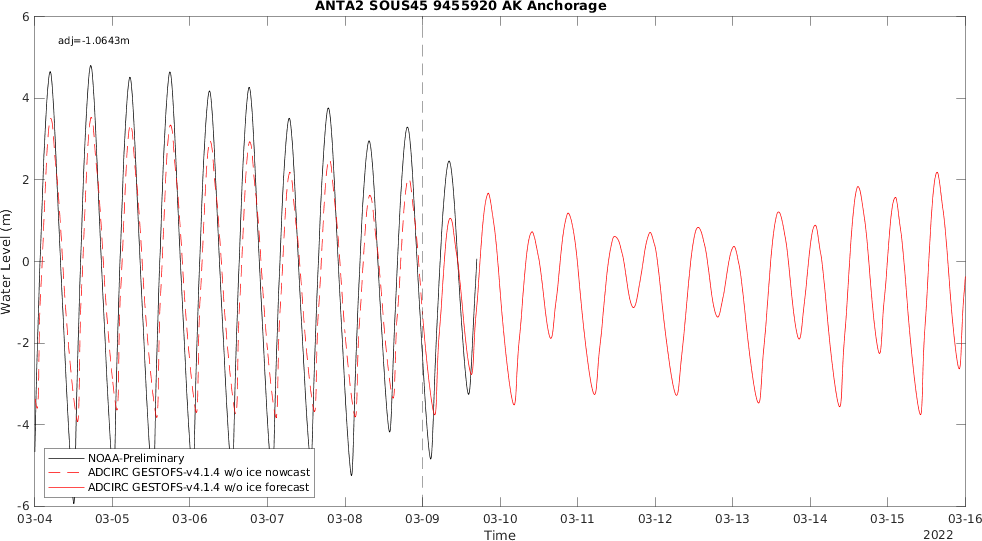 ANTA2 SOUS45 9455920 AK Anchorage
adj=-1.0643m
6
4
2
0
-2
-4
-6
Water Level (m)
NOAA-Preliminary
ADCIRC GESTOFS-v4.1.4 w/o ice nowcast
ADCIRC GESTOFS-v4.1.4 w/o ice forecast
03-04 03-05 03-06 03-07 03-08 03-09 03-10 03-11 03-12 03-13 03-14 03-15 03-16
Time
2022